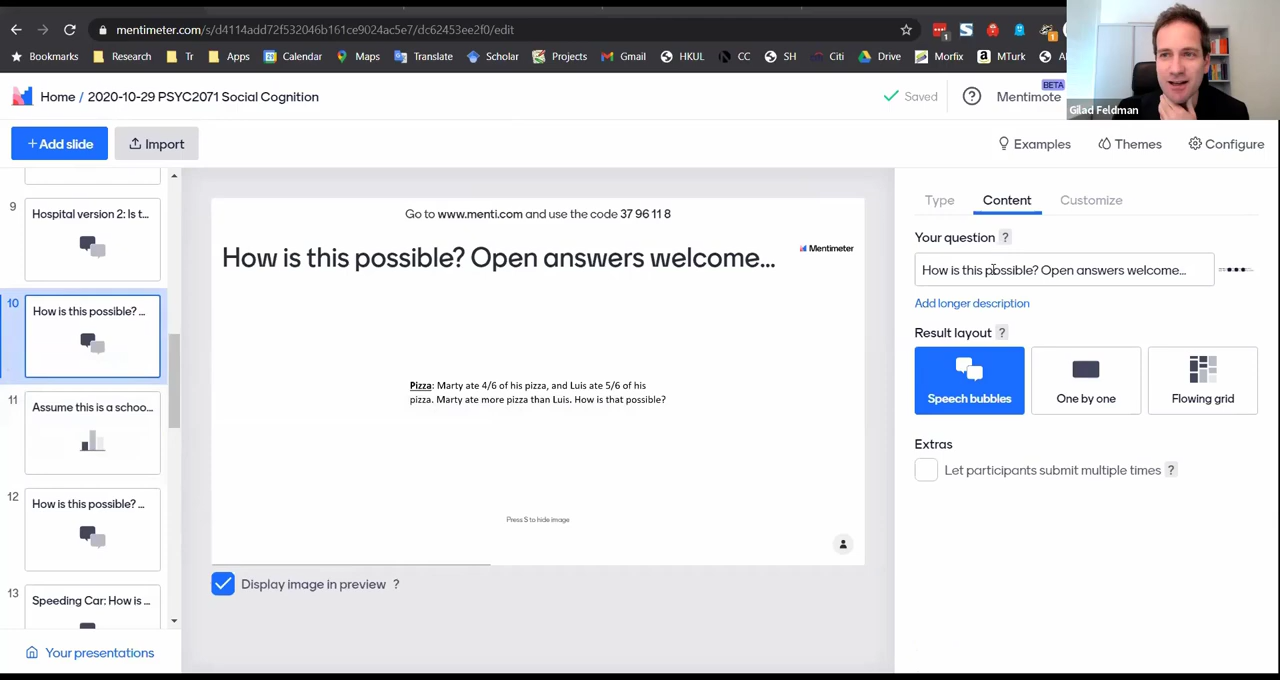 mentimeter.com/s/d4114add72f532046b161ce9024ac5e7/dc62453ee2f0/edit
Bookmarks Research Tr Apps Calendar Maps Gmail Translate Scholar Projects HKUL CC SH Citi Drive Morfix MTurk
Gilad Feldman
Home / 2020-10-29 PSYC2071 Social Cognition
Saved
Mentimote
BETA
+ Add slide
Import
Examples
Themes
Configure
9
Hospital version 2: Is t...
10
How is this possible? ...
11
Assume this is a schoo...
12
How is this possible? ...
13
Speeding Car: How is ...
Your presentations
Go to www.menti.com and use the code 37 96 11 8
How is this possible? Open answers welcome...
Mentimeter
Pizza: Marty ate 4/6 of his pizza, and Luis ate 5/6 of his
pizza. Marty ate more pizza than Luis. How is that possible?
Press S to hide image
Display image in preview ?
Type Content Customize
Your question ?
How is this possible? Open answers welcome...
Add longer description
Result layout ?
Speech bubbles
One by one
Flowing grid
Extras
Let participants submit multiple times ?